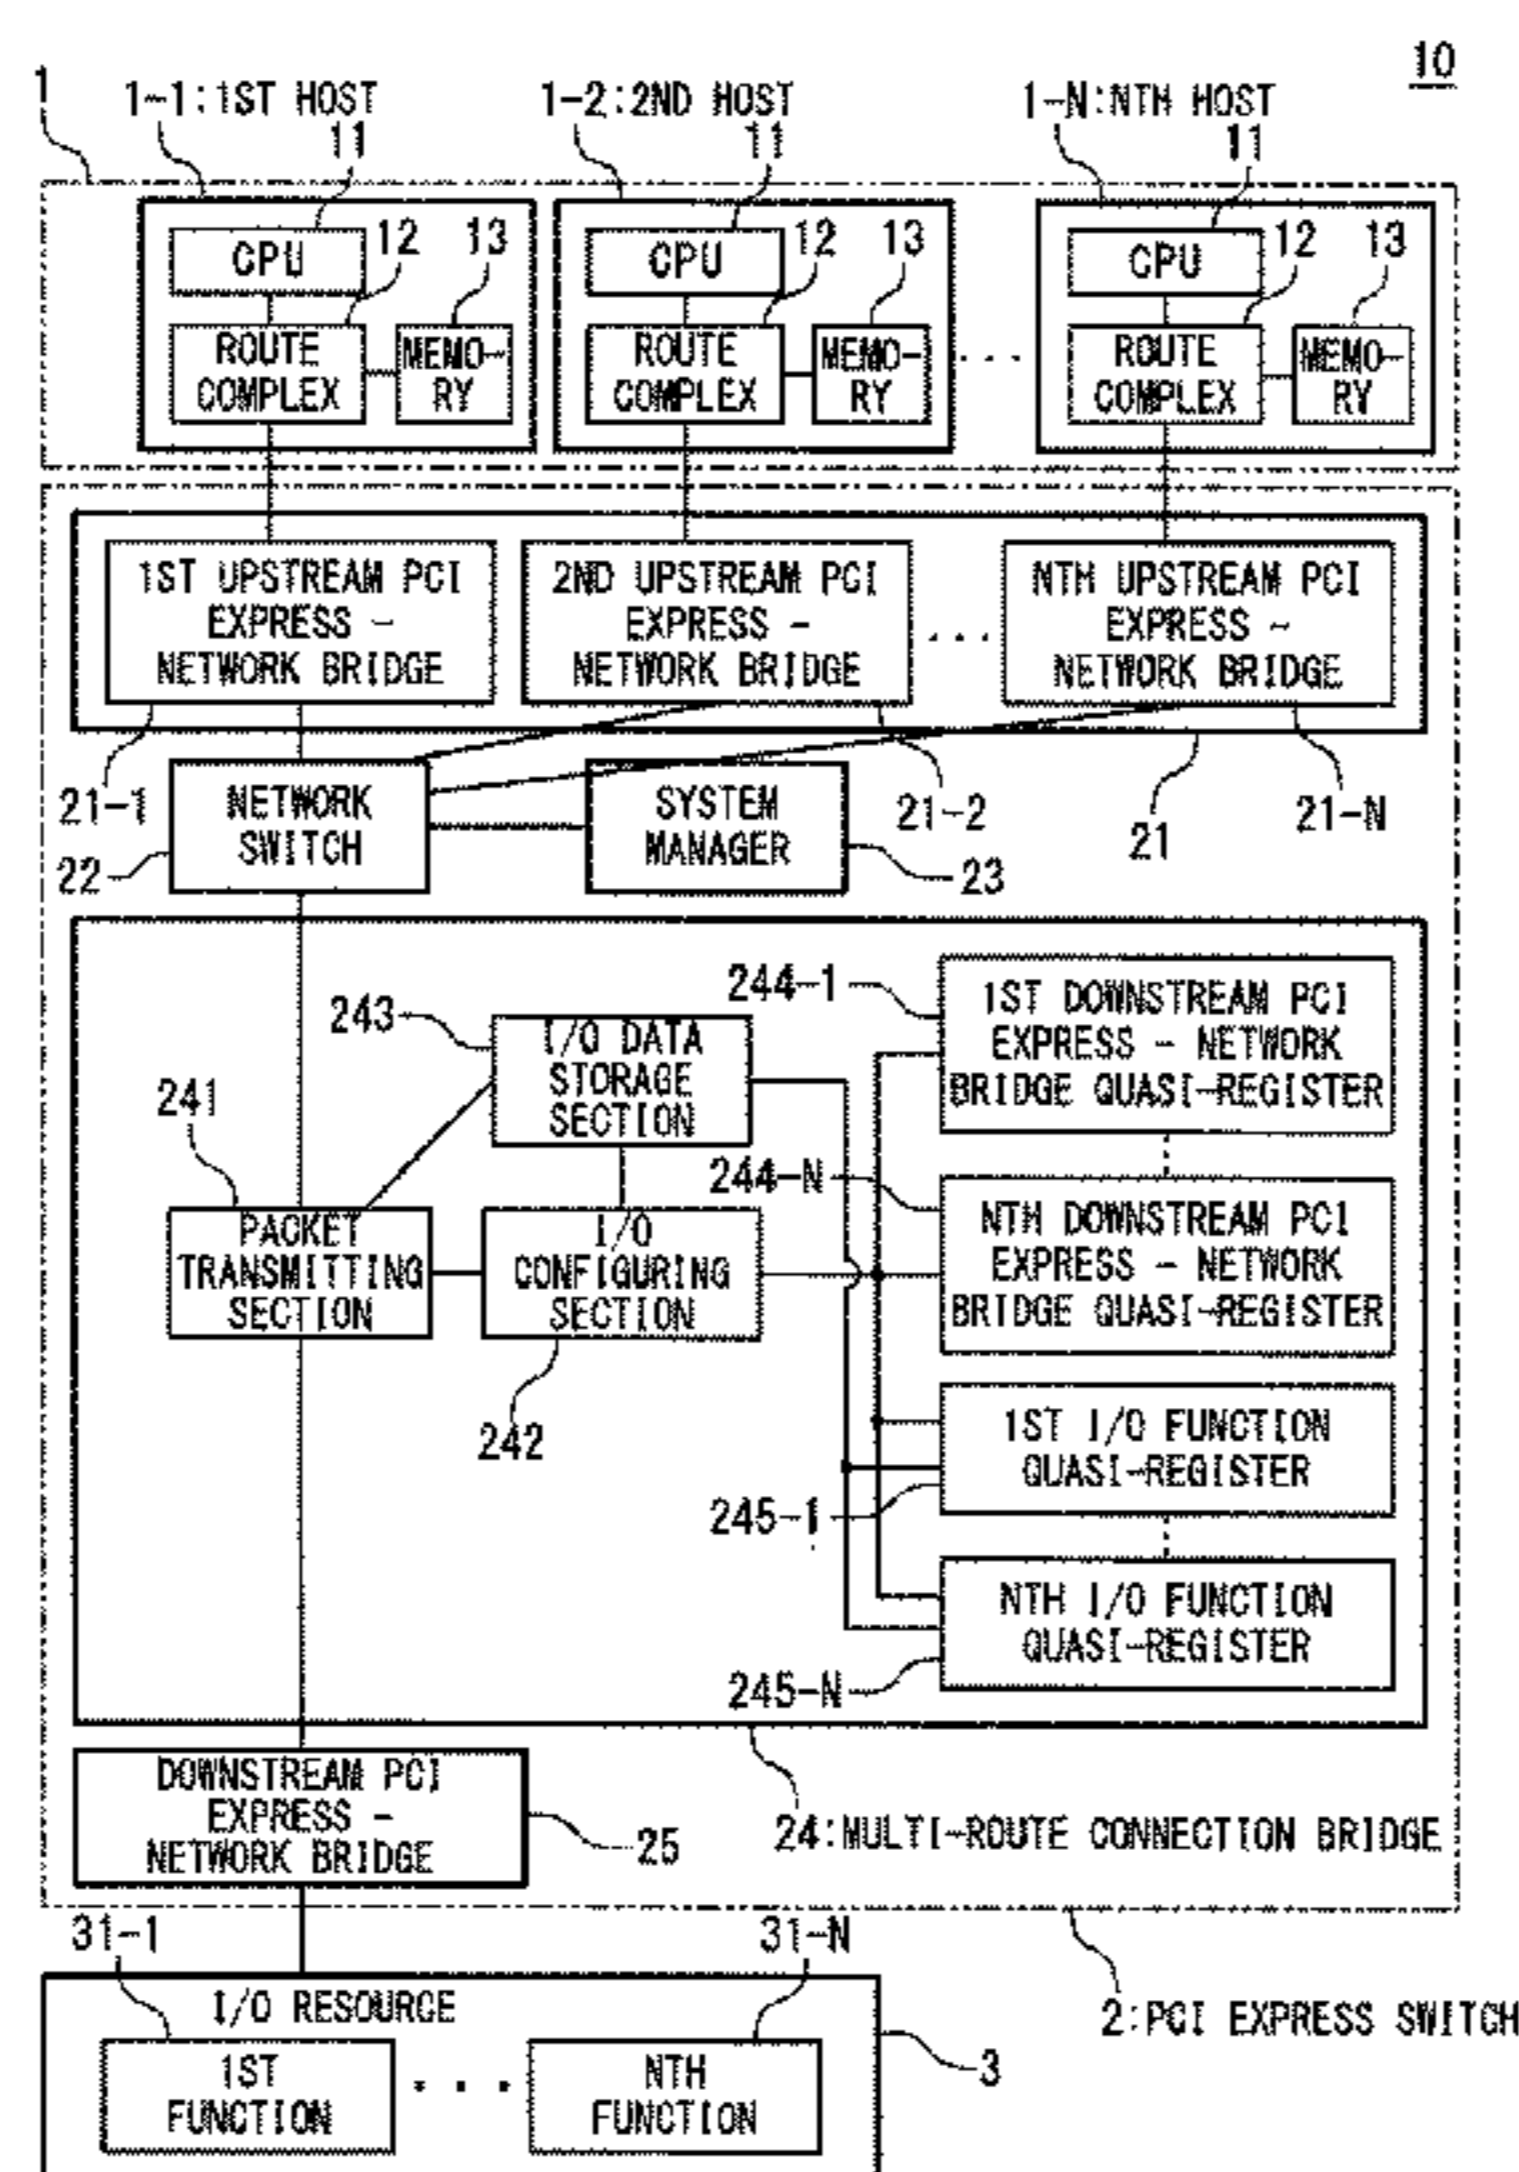 10
1
1-1:1ST HOST
1-2:2ND HOST
1-N:NTH HOST
11
11
11
CPU
12
13
CPU
12
13
CPU
12
13
ROUTE
COMPLEX
MEMO-
RY
ROUTE
COMPLEX
MEMO-
RY
. . .
ROUTE
COMPLEX
MEMO-
RY
1ST UPSTREAM PCI
EXPRESS -
NETWORK BRIDGE
2ND UPSTREAM PCI
EXPRESS -
NETWORK BRIDGE
. . .
NTH UPSTREAM PCI
EXPRESS -
NETWORK BRIDGE
21-1
NETWORK
SWITCH
22
SYSTEM
MANAGER
23
21-2
21
21-N
243
I/O DATA
STORAGE
SECTION
244-1
1ST DOWNSTREAM PCI
EXPRESS - NETWORK
BRIDGE QUASI-REGISTER
241
244-N
NTH DOWNSTREAM PCI
EXPRESS - NETWORK
BRIDGE QUASI-REGISTER
PACKET
TRANSMITTING
SECTION
I/O
CONFIGURING
SECTION
242
1ST I/O FUNCTION
QUASI-REGISTER
245-1
NTH I/O FUNCTION
QUASI-REGISTER
245-N
DOWNSTREAM PCI
EXPRESS -
NETWORK BRIDGE
25
24:MULTI-ROUTE CONNECTION BRIDGE
31-1
31-N
I/O RESOURCE
2:PCI EXPRESS SWITCH
1ST
FUNCTION
. . .
NTH
FUNCTION
3